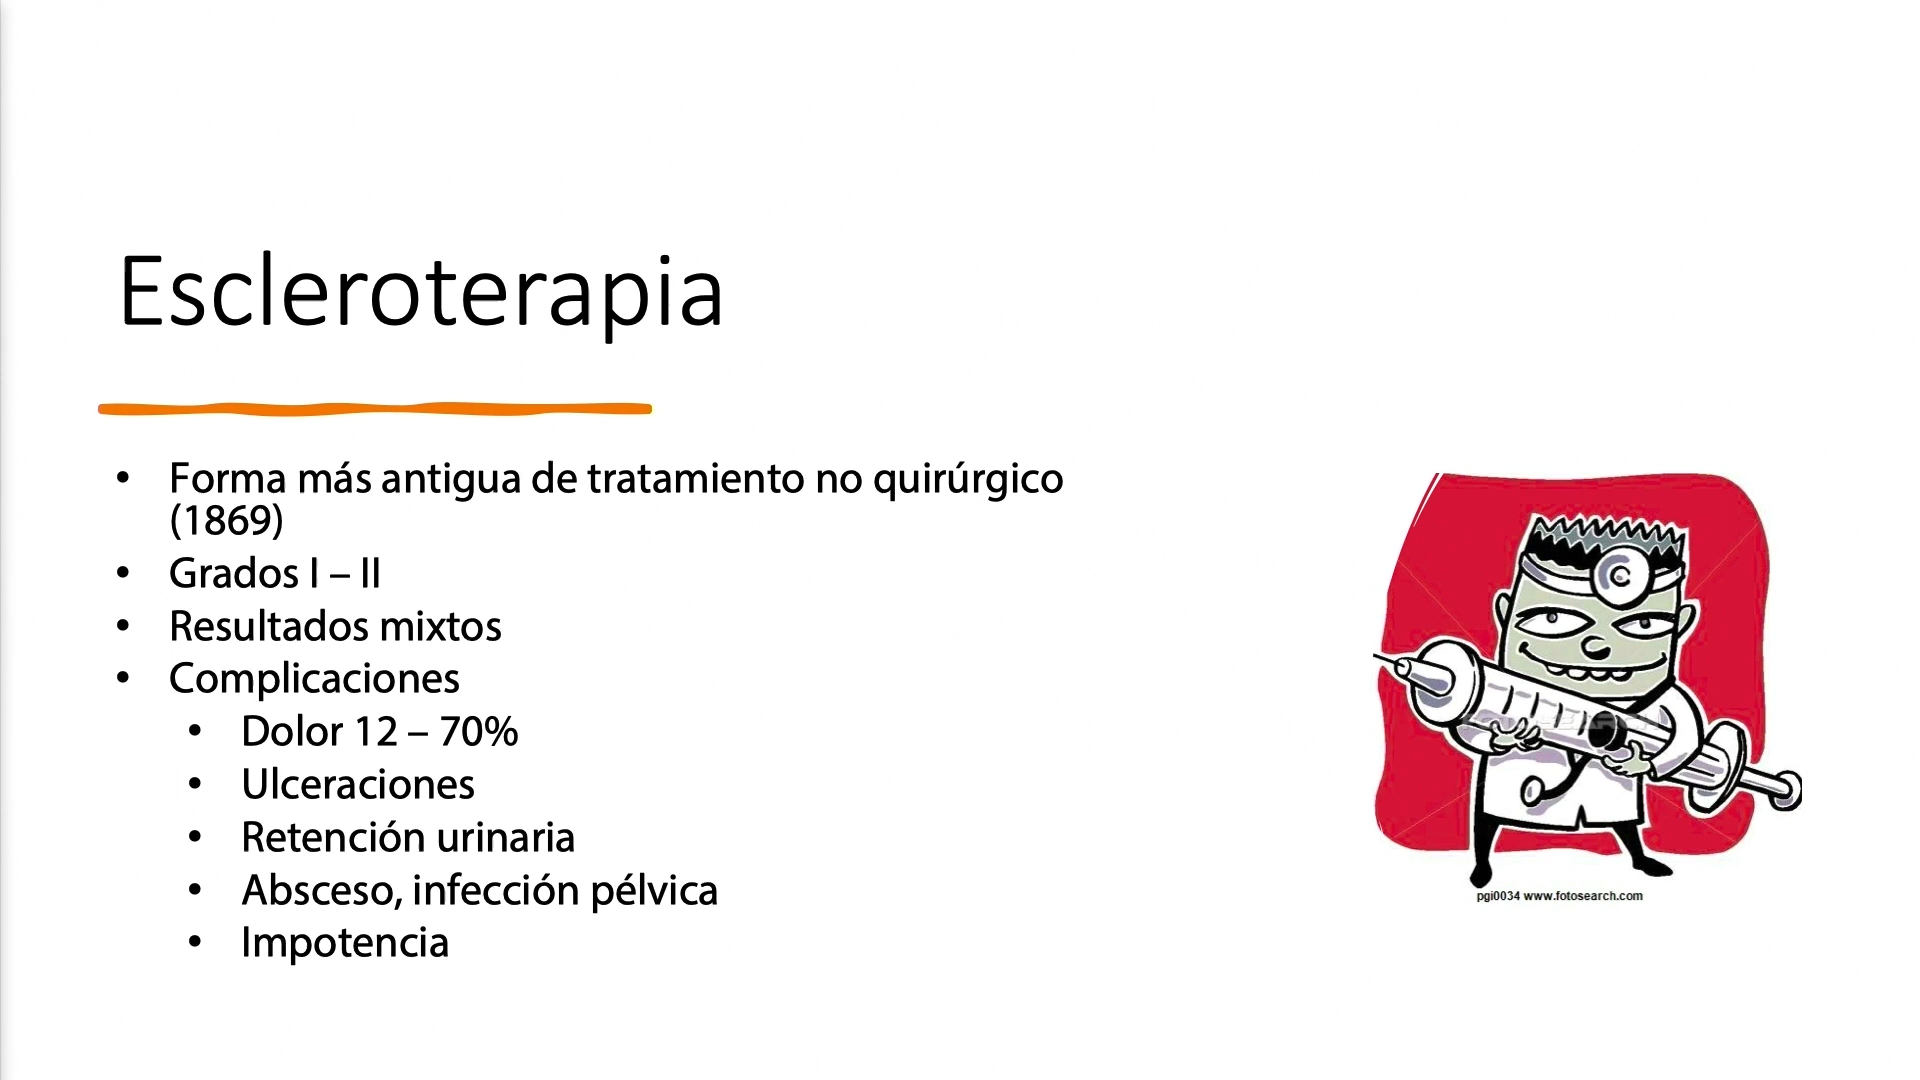 Escleroterapia
• Forma más antigua de tratamiento no quirúrgico
(1869)
• Grados I – II
• Resultados mixtos
• Complicaciones
• Dolor 12 – 70%
• Ulceraciones
• Retención urinaria
• Absceso, infección pélvica
• Impotencia
pgi0034 www.fotosearch.com